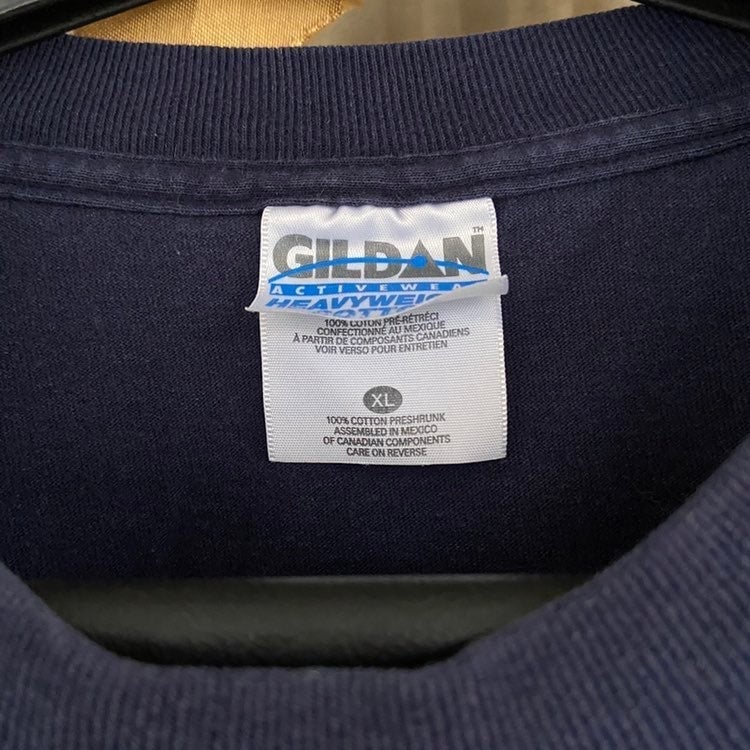 GILDAN™
ACTIVEWEA
HEAVYWEIG
100% COTON PRÉ-RÉTRÉCI
CONFECTIONNÉ AU MEXIQUE
À PARTIR DE COMPOSANTS CANADIENS
VOIR VERSO POUR ENTRETIEN
XL
100% COTTON PRESHRUNK
ASSEMBLED IN MEXICO
OF CANADIAN COMPONENTS
CARE ON REVERSE